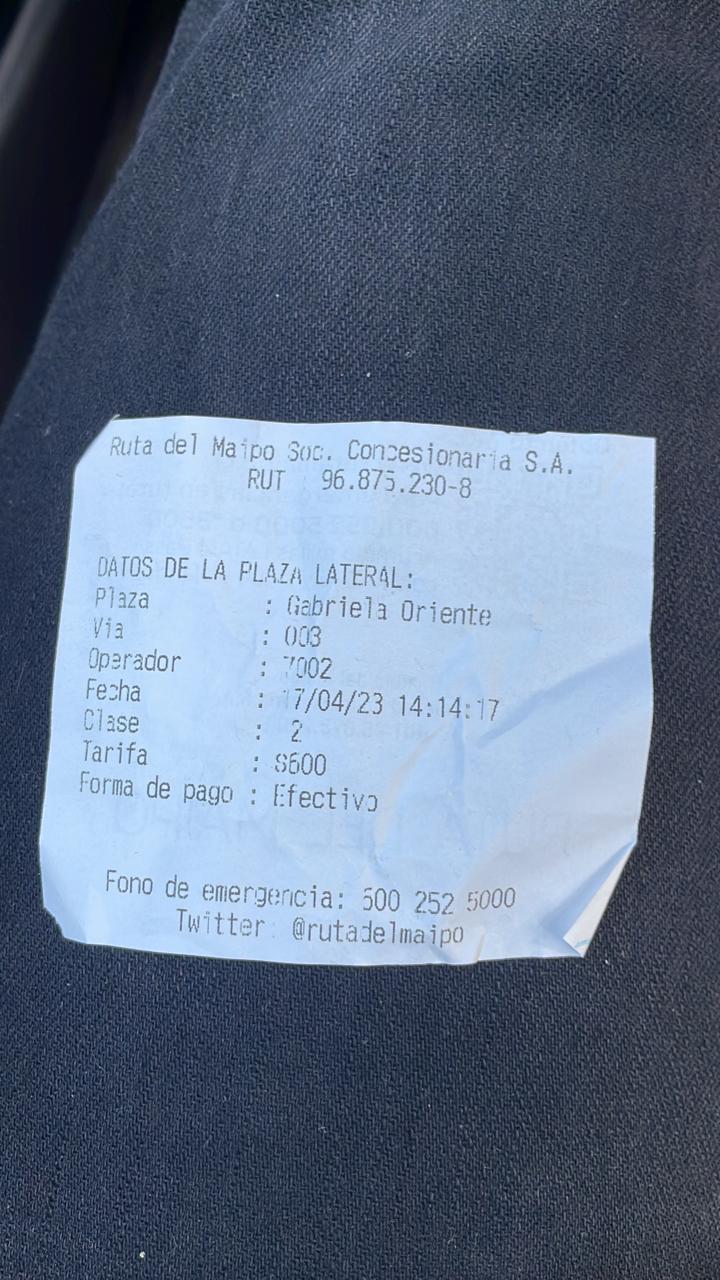 Ruta del Maipo Soc. Concesionaria S.A.
RUT : 96.875.230-8
DATOS DE LA PLAZA LATERAL:
Plaza : Gabriela Oriente
Via : 003
Operador : 7002
Fecha : 17/04/23 14:14:17
Clase : 2
Tarifa : $600
Forma de pago : Efectivo
Fono de emergencia: 600 252 5000
Twitter : @rutadelmaipo